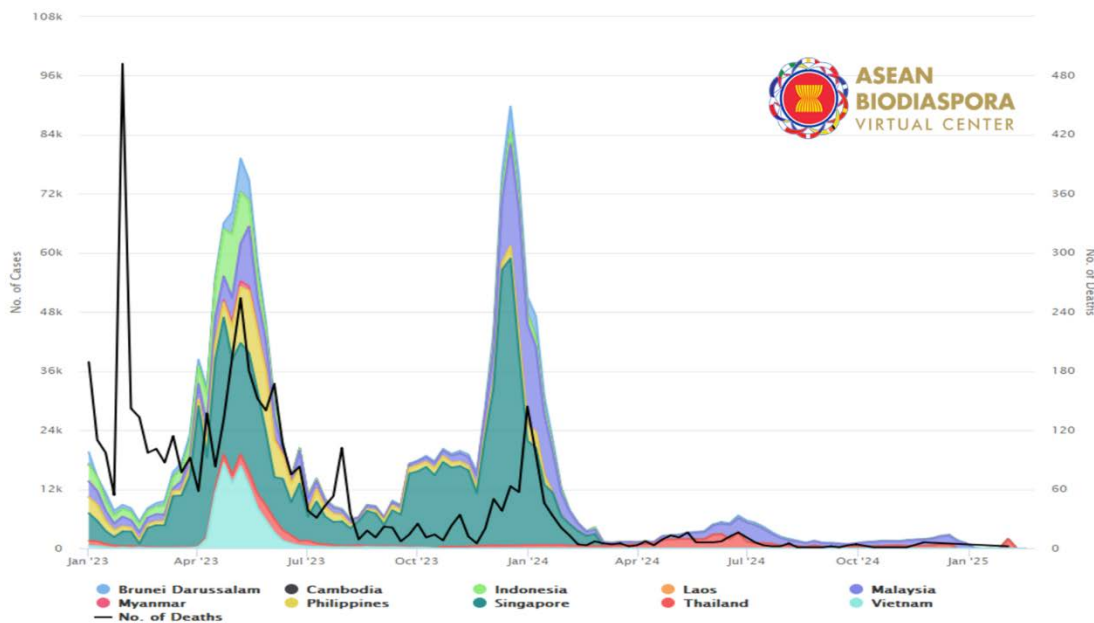 108k
96k
84k
72k
60k
48k
36k
24k
12k
0
No. of Cases
480
420
360
300
240
180
120
60
0
No. of Deaths
ASEAN
BIODIASPORA
VIRTUAL CENTER
Jan '23
Apr '23
Jul '23
Oct '23
Jan '24
Apr '24
Jul '24
Oct '24
Jan '25
Brunei Darussalam Cambodia Indonesia Laos Malaysia
Myanmar Philippines Singapore Thailand Vietnam
No. of Deaths